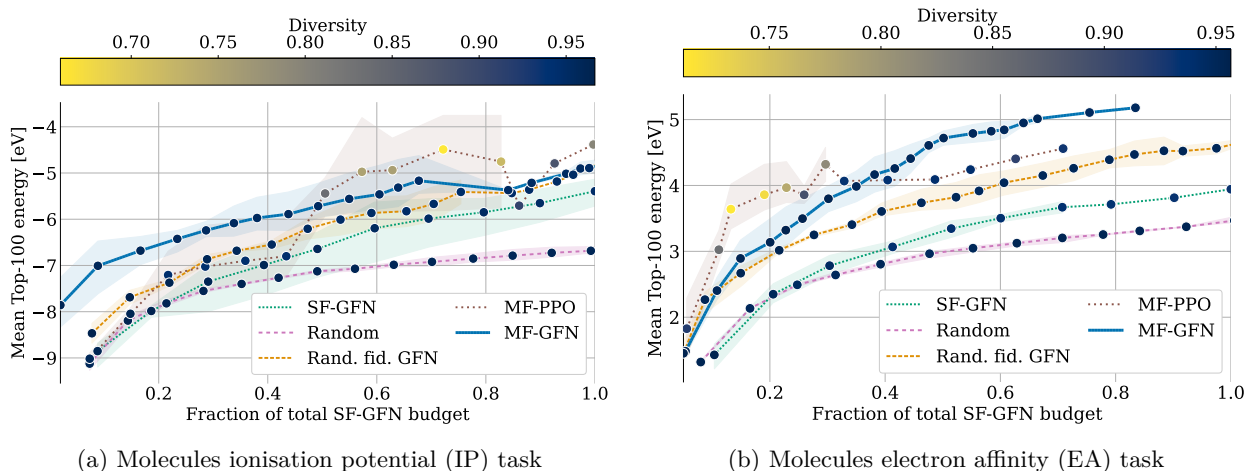 Diversity
0.70 0.75 0.80 0.85 0.90 0.95
Mean Top-100 energy [eV]
−4
−5
−6
−7
−8
−9
SF-GFN
Random
Rand. fid. GFN
MF-PPO
MF-GFN
0.2 0.4 0.6 0.8 1.0
Fraction of total SF-GFN budget
(a) Molecules ionisation potential (IP) task
Diversity
0.75 0.80 0.85 0.90 0.95
Mean Top-100 energy [eV]
5
4
3
2
SF-GFN
Random
Rand. fid. GFN
MF-PPO
MF-GFN
0.2 0.4 0.6 0.8 1.0
Fraction of total SF-GFN budget
(b) Molecules electron affinity (EA) task